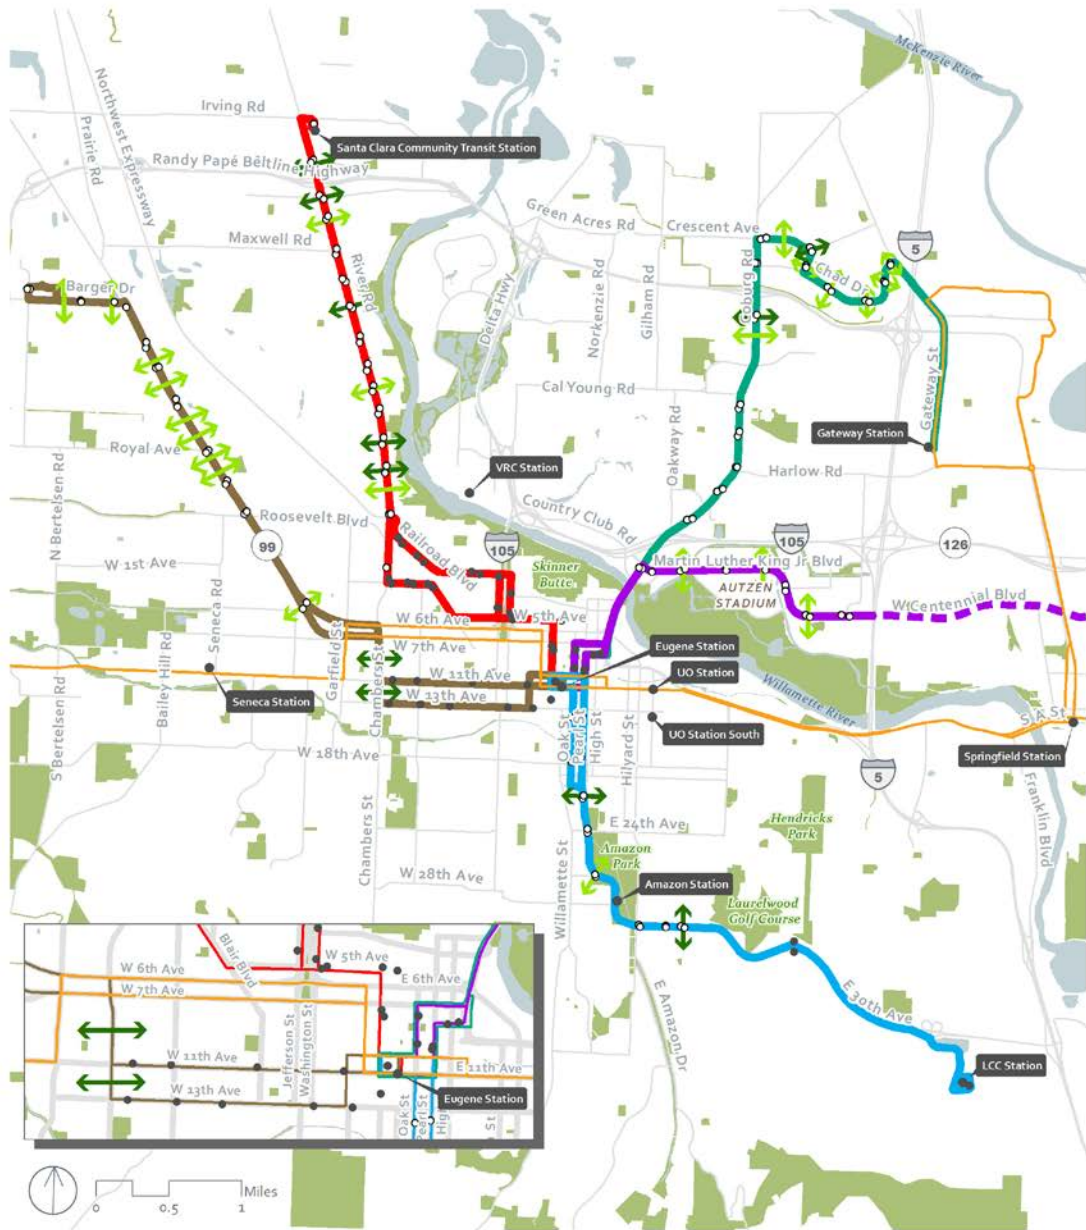 McKenzie River
Irving Rd
Santa Clara Community Transit Station
Northwest Expressway
Prairie Rd
Randy Papé Beltline Highway
Green Acres Rd
Crescent Ave
Maxwell Rd
5
River Rd
Delta Hwy
Norkenzie Rd
Gilham Rd
Coburg Rd
Chad Dr
Barger Dr
Gateway St
Cal Young Rd
Royal Ave
Oakway Rd
Gateway Station
N Bertelsen Rd
VRC Station
Harlow Rd
Roosevelt Blvd
Country Club Rd
99
Railroad Blvd
105
105
126
W 1st Ave
Skinner Butte
Martin Luther King Jr Blvd
AUTZEN
STADIUM
W Centennial Blvd
Seneca Rd
W 5th Ave
W 6th Ave
W 7th Ave
Bailey Hill Rd
Garfield St
Chambers St
Eugene Station
W 11th Ave
UO Station
W 13th Ave
Seneca Station
Willamette River
S A St
S Bertelsen Rd
Oak St
Pearl St
High St
Hilyard St
UO Station South
W 18th Ave
Springfield Station
5
Franklin Blvd
Chambers St
E 24th Ave
Hendricks
Park
Amazon
Park
Willamette St
W 28th Ave
Amazon Station
Laurelwood
Golf Course
E 30th Ave
E Amazon Dr
LCC Station
Blair Blvd
W 5th Ave
W 6th Ave
E 6th Ave
W 7th Ave
Jefferson St
Washington St
W 11th Ave
E 11th Ave
W 13th Ave
Eugene Station
Oak St
Pearl St
High
St
0
0.5
1
Miles